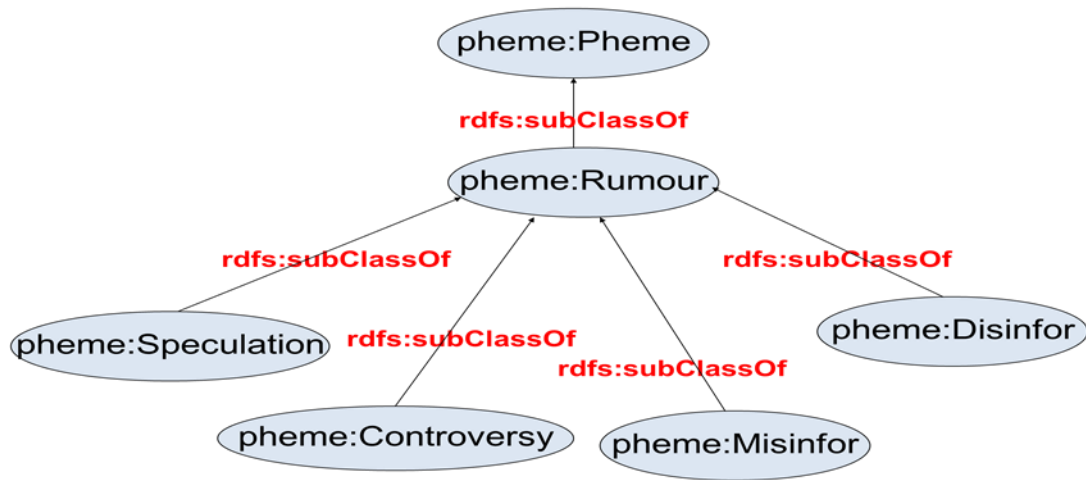 pheme:Pheme
rdfs:subClassOf
pheme:Rumour
rdfs:subClassOf
rdfs:subClassOf
pheme:Speculation
rdfs:subClassOf
pheme:Disinfor
rdfs:subClassOf
pheme:Controversy
pheme:Misinfor